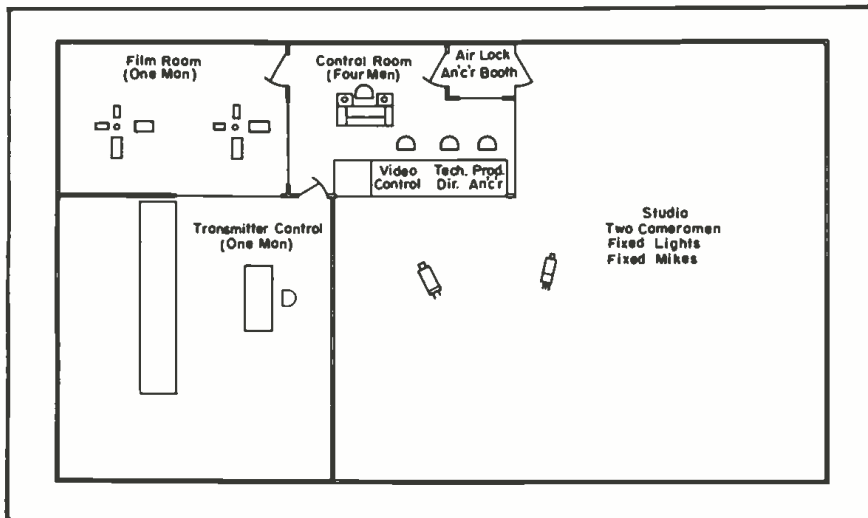 Film Room
(One Man)
Control Room
(Four Men)
Air Lock
An'c'r Booth
Video
Control
Tech.
Dir.
Prod.
An'c'r
Transmitter Control
(One Man)
Studio
Two Cameramen
Fixed Lights
Fixed Mikes